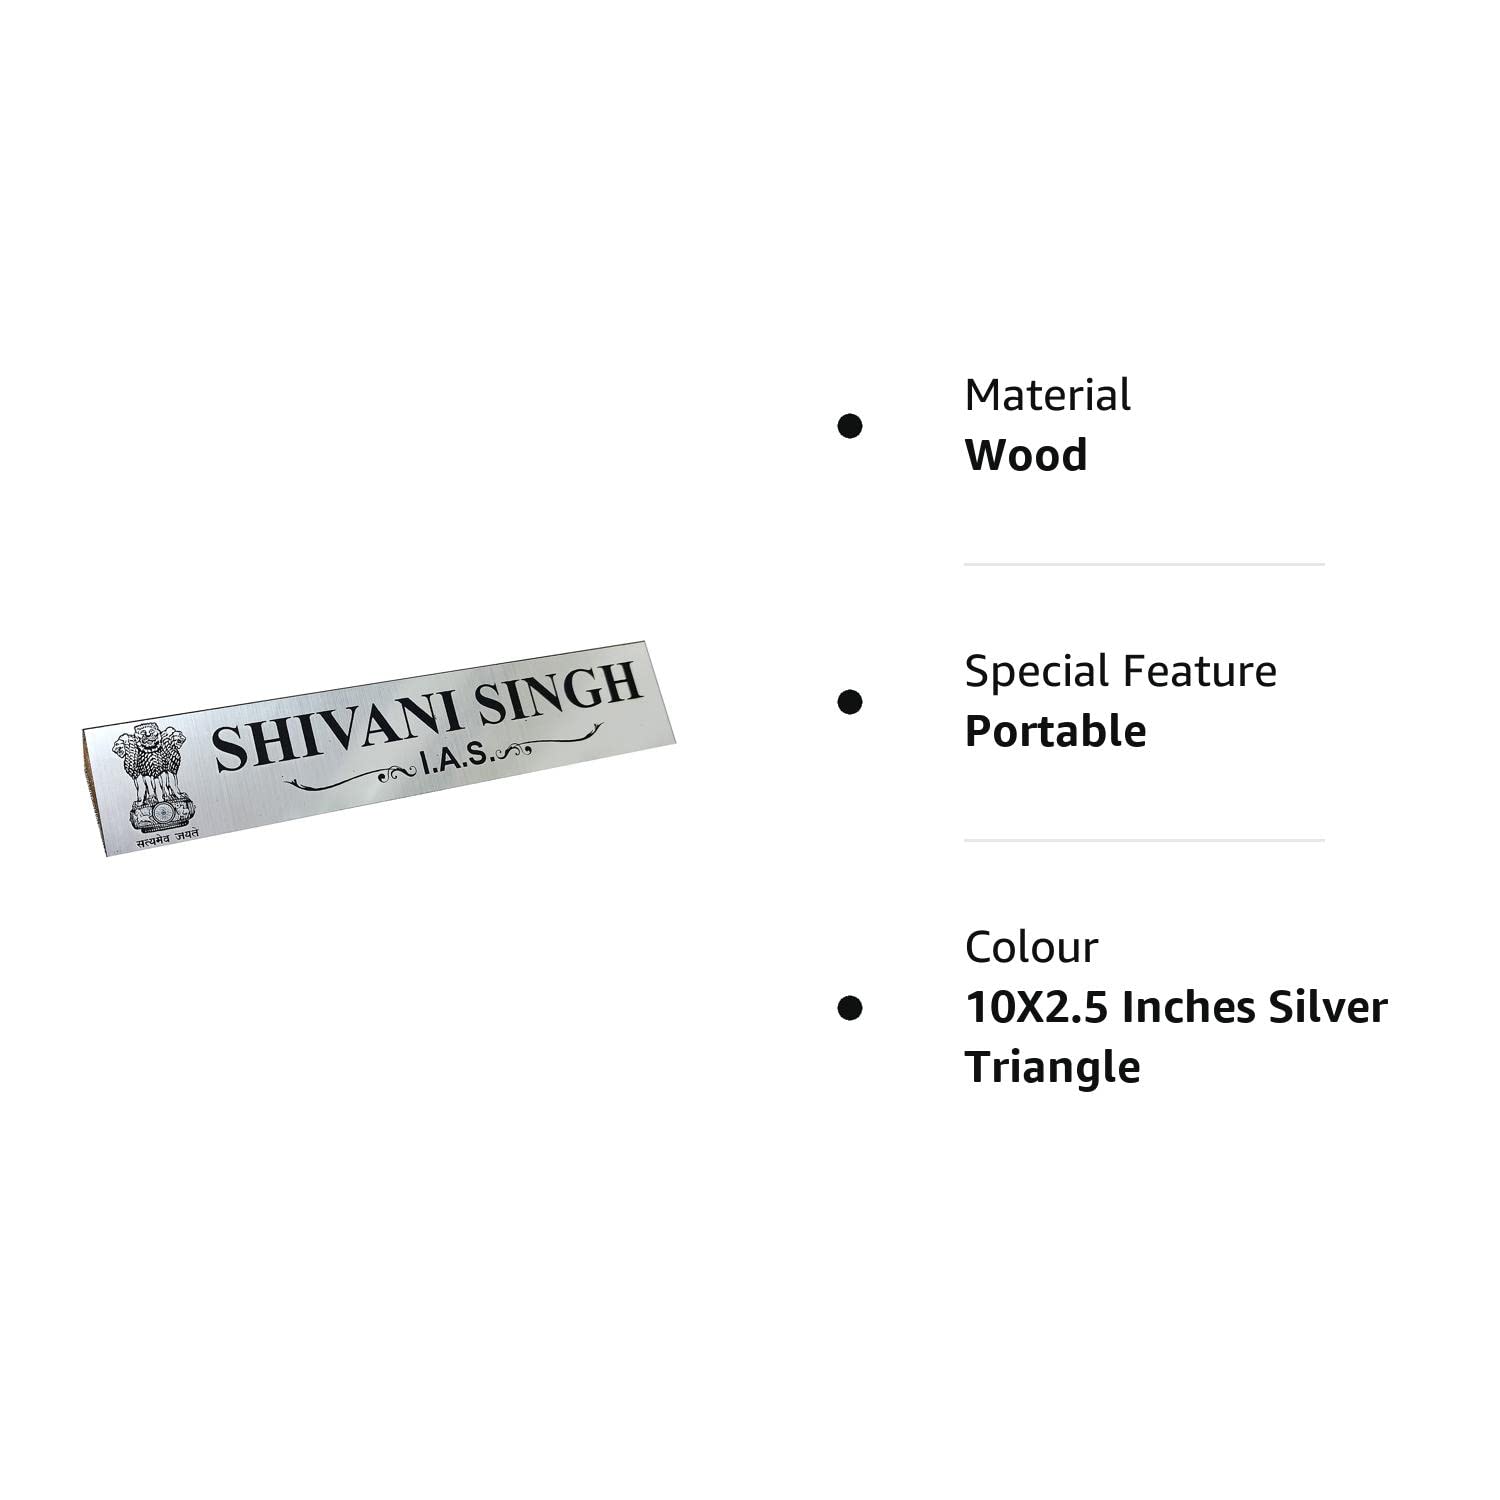 SHIVANI SINGH
I.A.S.
सत्यमेव जयते
Material
Wood
Special Feature
Portable
Colour
10X2.5 Inches Silver
Triangle